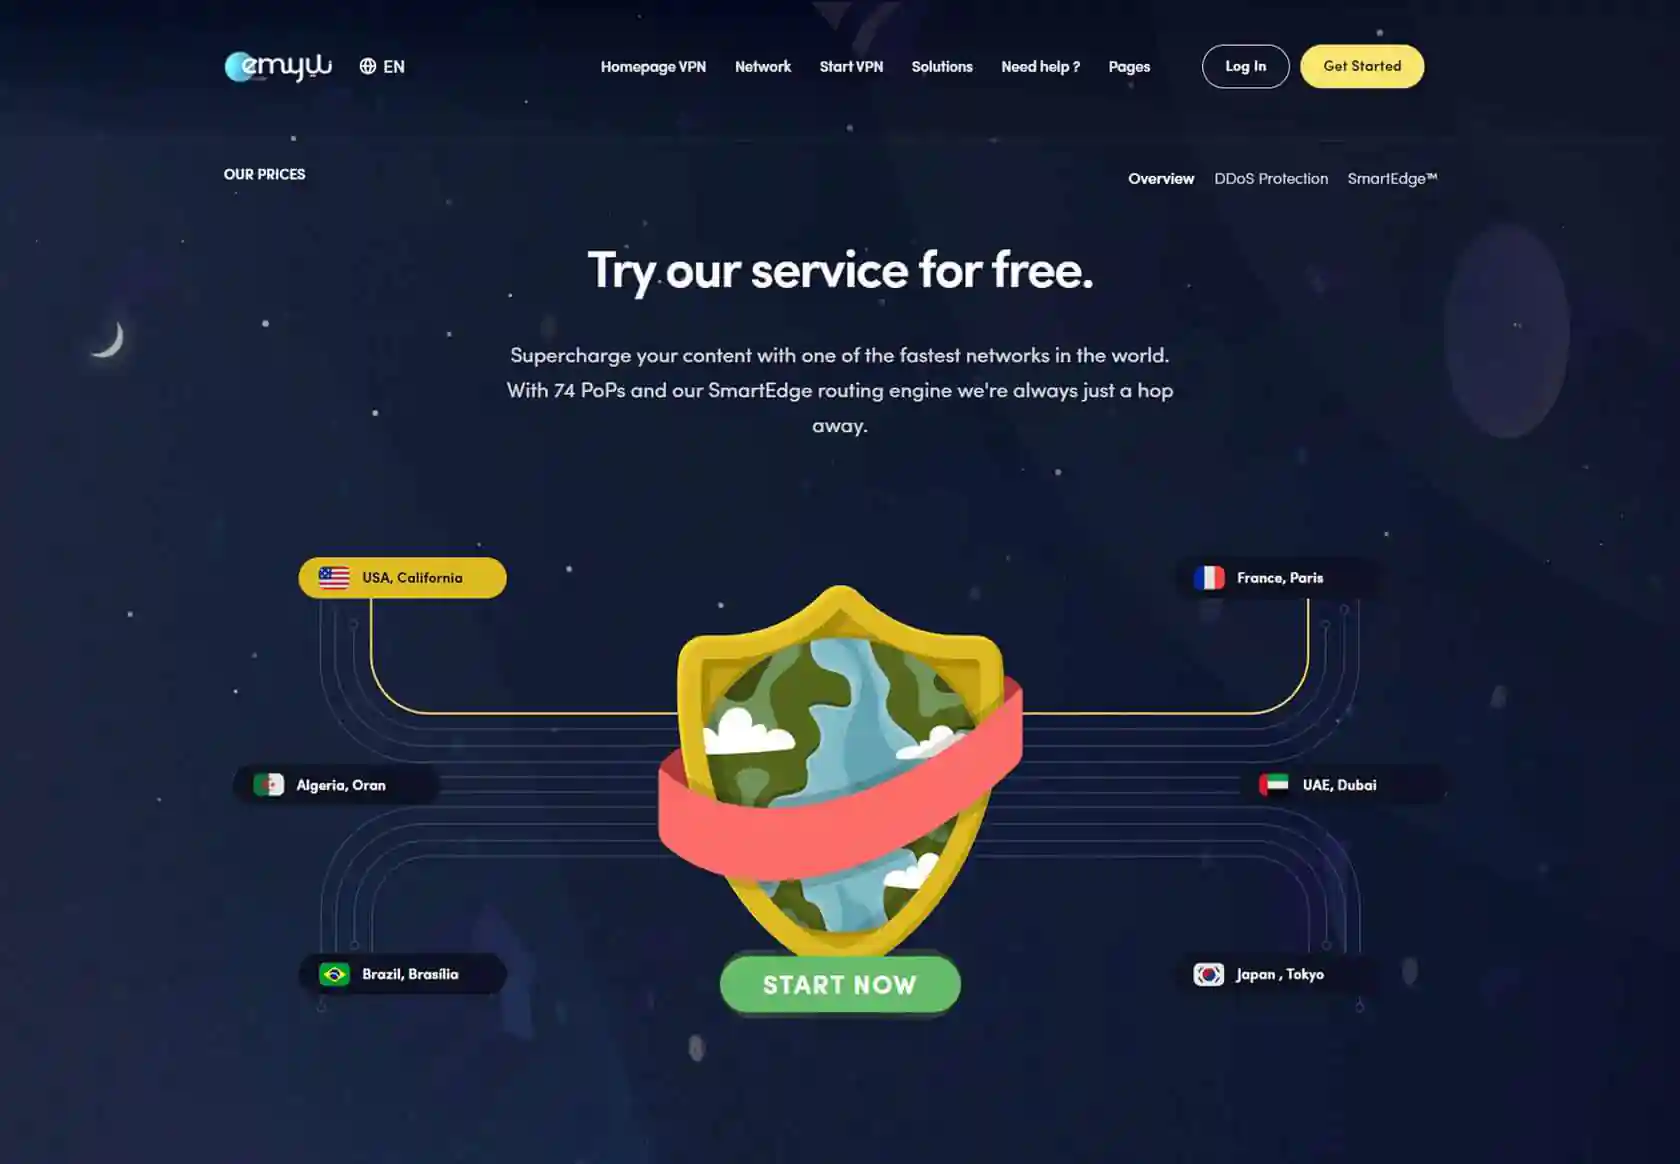 emyu
EN
Homepage VPN
Network
Start VPN
Solutions
Need help ?
Pages
Log In
Get Started
OUR PRICES
Overview
DDoS Protection
SmartEdge™
Try our service for free.
Supercharge your content with one of the fastest networks in the world.
With 74 PoPs and our SmartEdge routing engine we're always just a hop
away.
USA, California
France, Paris
Algeria, Oran
UAE, Dubai
Brazil, Brasília
Japan , Tokyo
START NOW